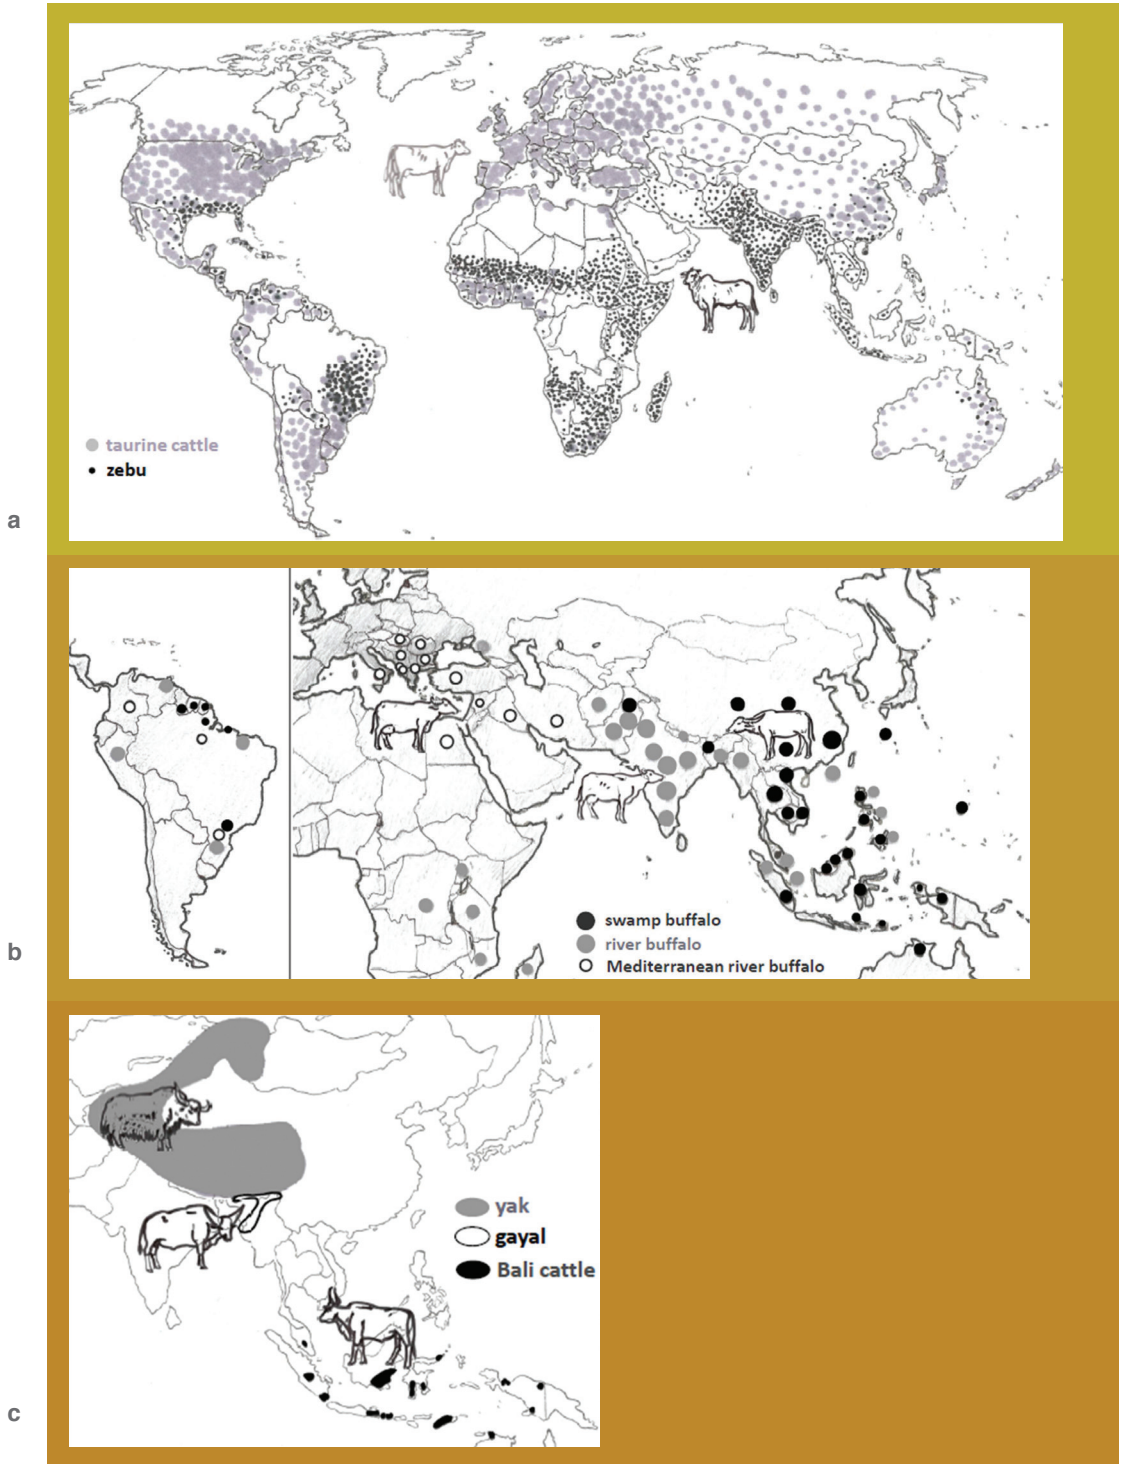 taurine cattle
zebu
a
swamp buffalo
river buffalo
Mediterranean river buffalo
b
yak
gayal
Bali cattle
c